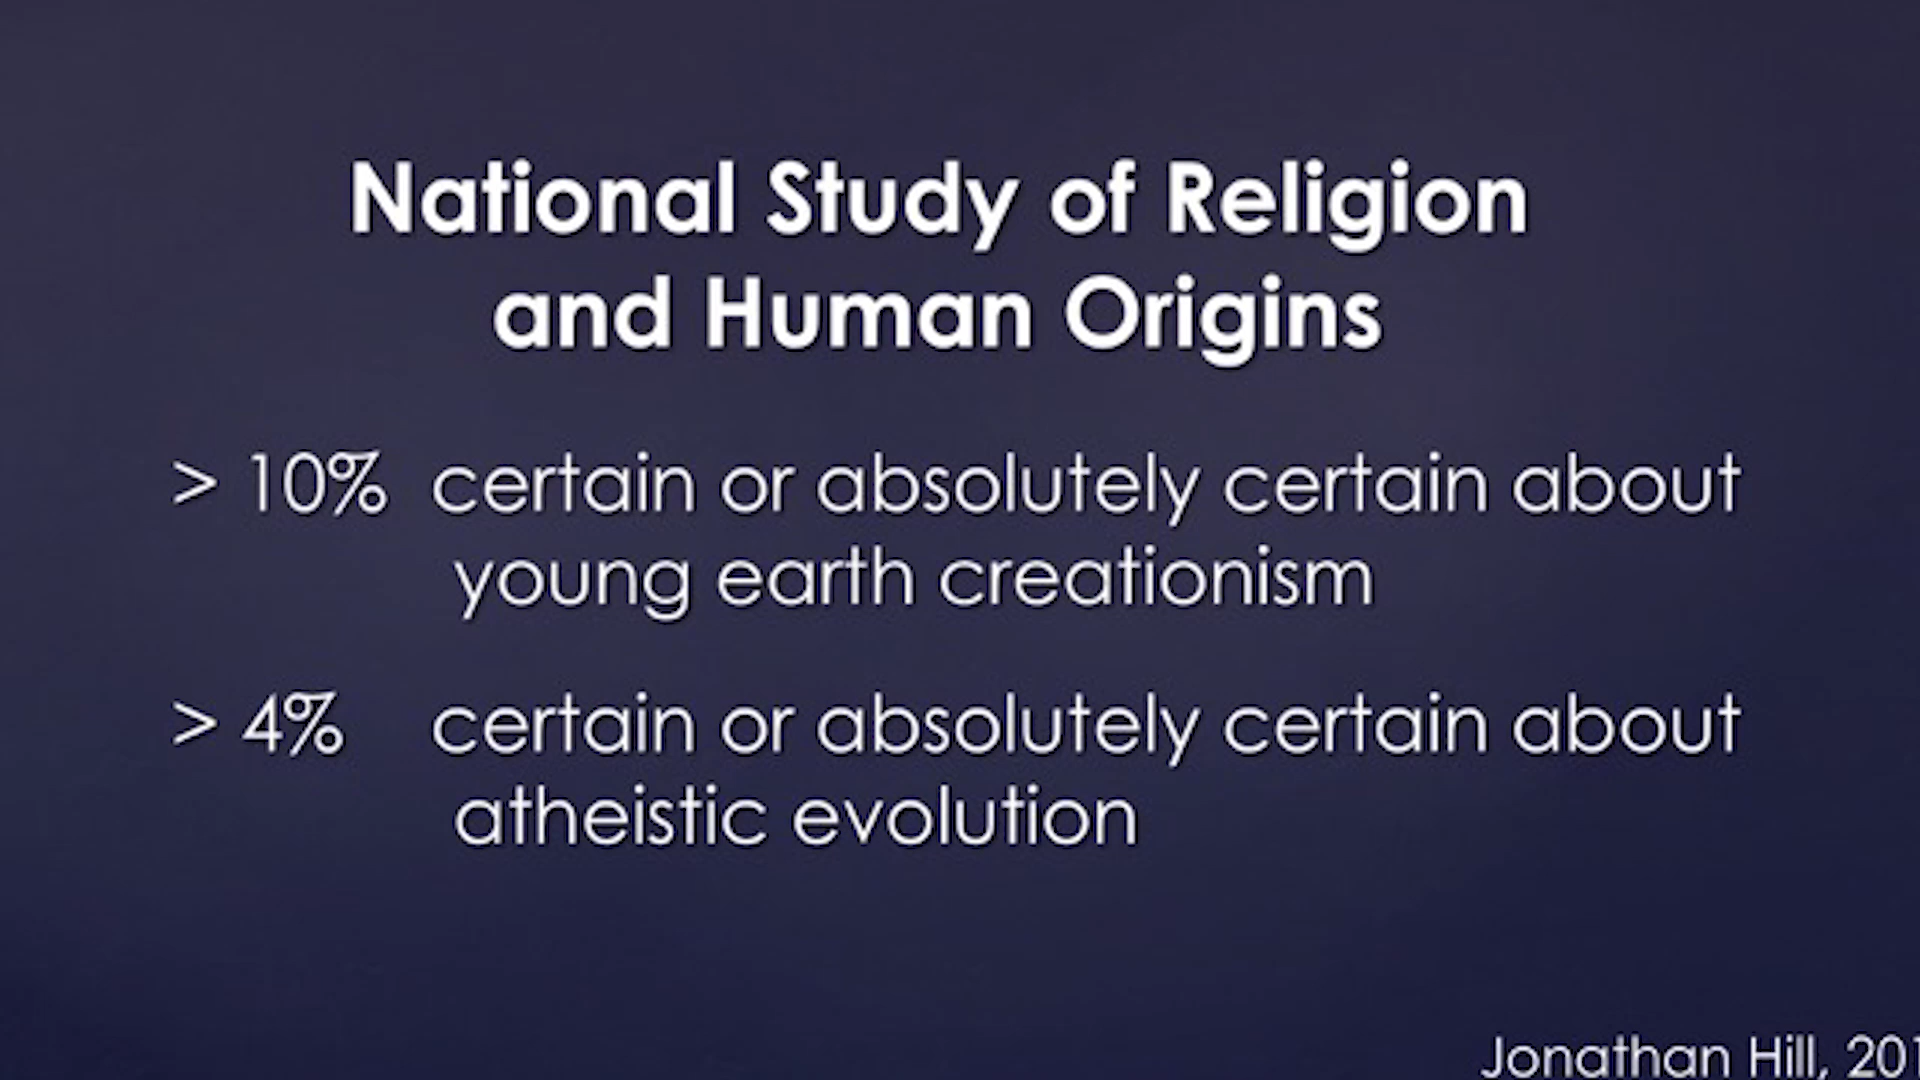 National Study of Religion
and Human Origins
> 10% certain or absolutely certain about
young earth creationism
> 4% certain or absolutely certain about
atheistic evolution
Jonathan Hill, 201